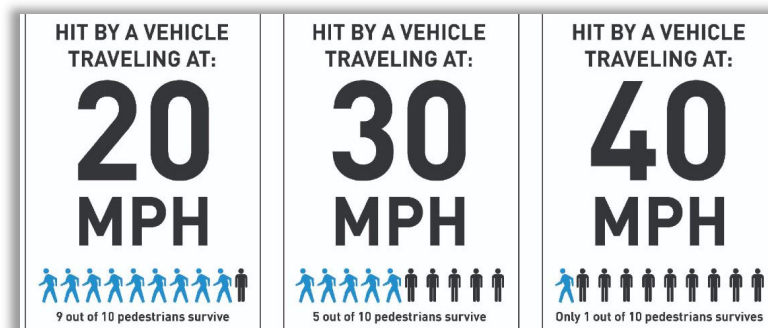 HIT BY A VEHICLE
TRAVELING AT:
20
MPH
9 out of 10 pedestrians survive
HIT BY A VEHICLE
TRAVELING AT:
30
MPH
5 out of 10 pedestrians survive
HIT BY A VEHICLE
TRAVELING AT:
40
MPH
Only 1 out of 10 pedestrians survives